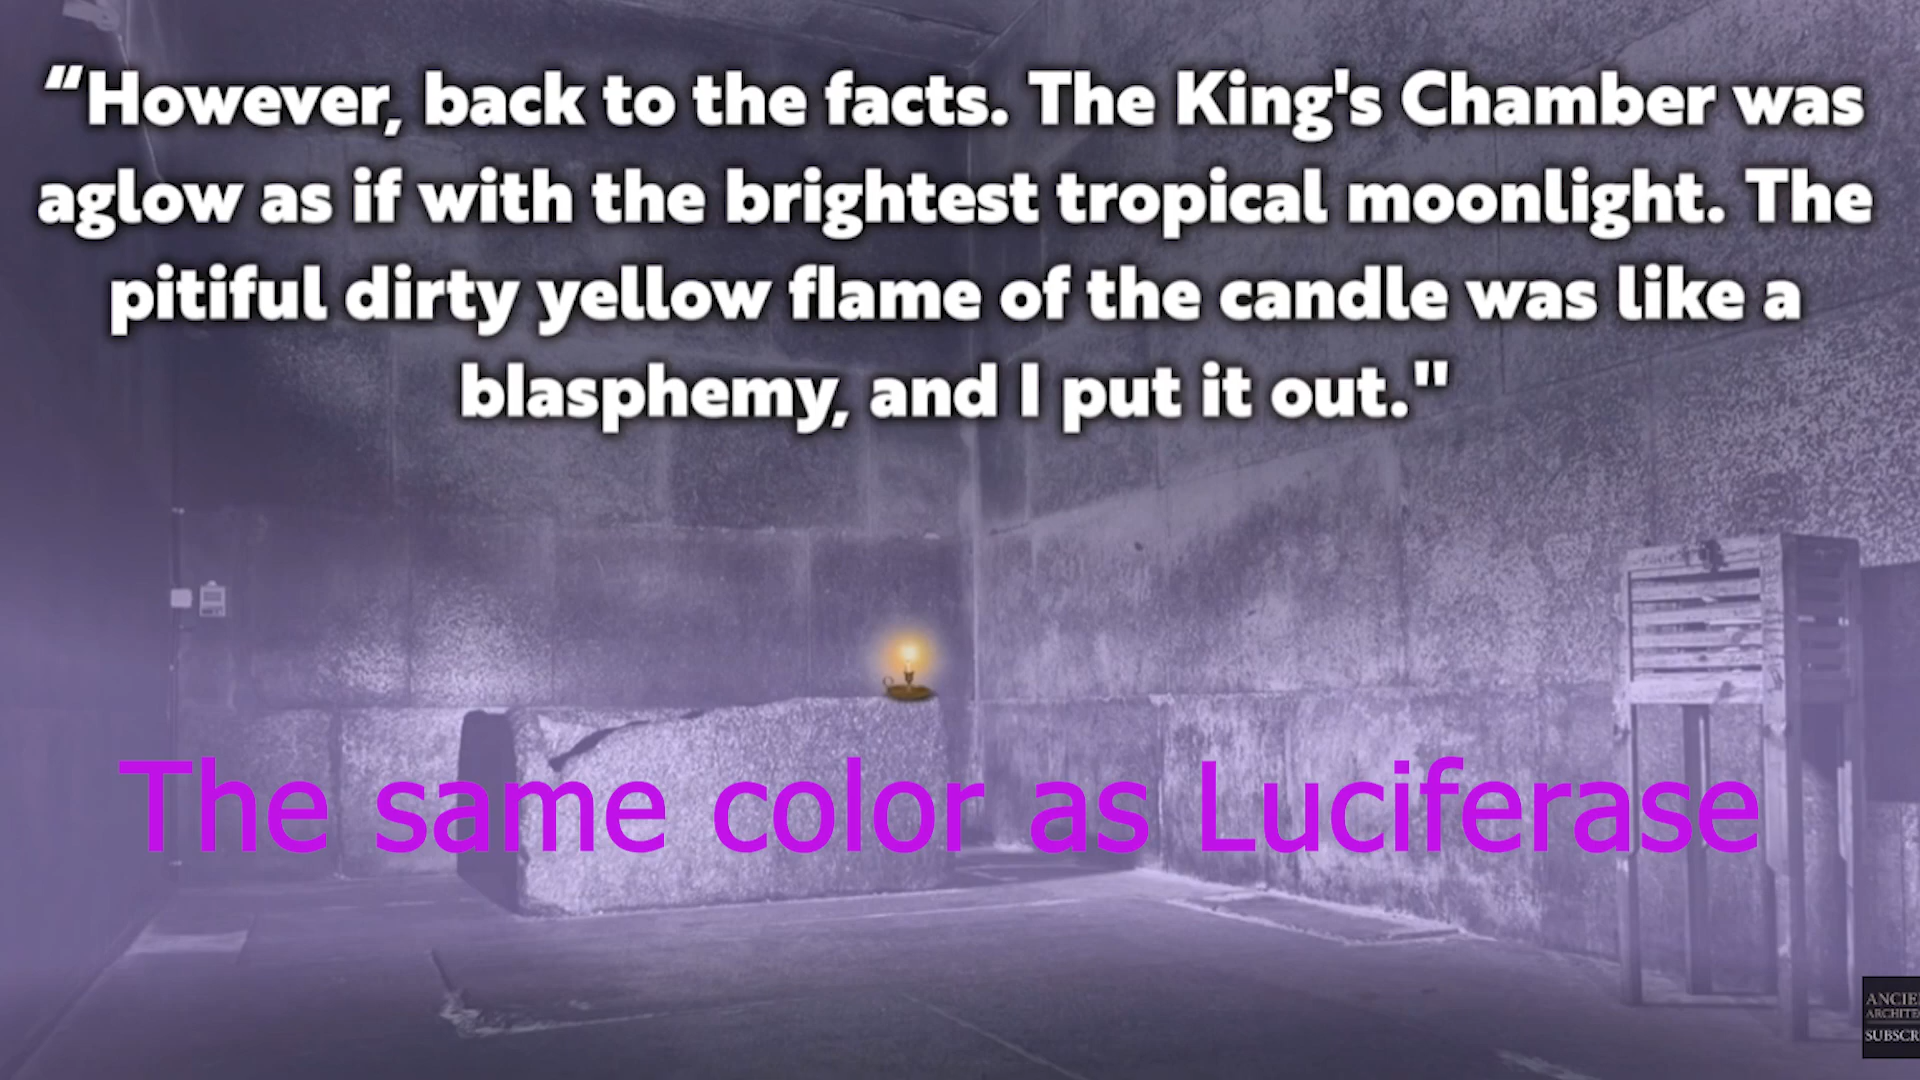 “However, back to the facts. The King's Chamber was
aglow as if with the brightest tropical moonlight. The
pitiful dirty yellow flame of the candle was like a
blasphemy, and I put it out."
The same color as Luciferase